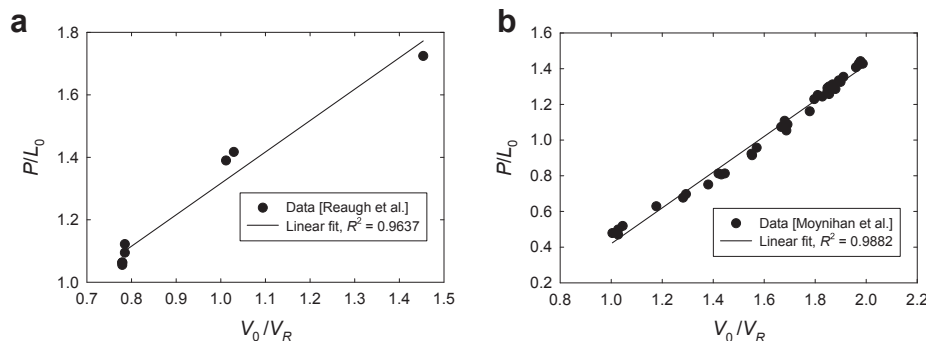 a
b
P/L₀
1.8
1.6
1.4
1.2
1.0
0.7 0.8 0.9 1.0 1.1 1.2 1.3 1.4 1.5
V₀/V_R
Data [Reaugh et al.]
Linear fit, R² = 0.9637
P/L₀
1.6
1.4
1.2
1.0
0.8
0.6
0.4
0.2
0.8 1.0 1.2 1.4 1.6 1.8 2.0 2.2
V₀/V_R
Data [Moynihan et al.]
Linear fit, R² = 0.9882